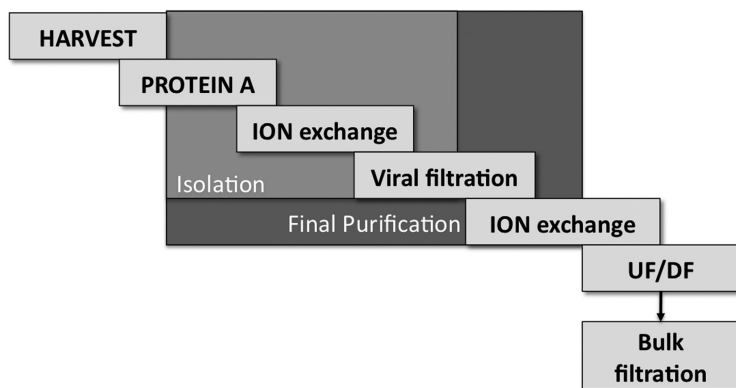 HARVEST
PROTEIN A
ION exchange
Isolation
Viral filtration
Final Purification
ION exchange
UF/DF
Bulk
filtration